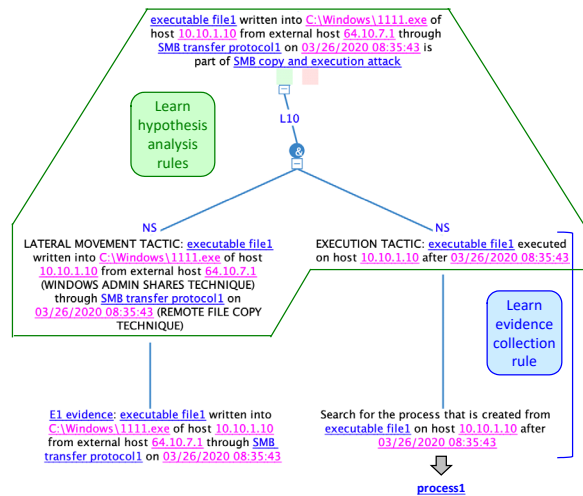 executable file1 written into C:\Windows\1111.exe of
host 10.10.1.10 from external host 64.10.7.1 through
SMB transfer protocol1 on 03/26/2020 08:35:43 is
part of SMB copy and execution attack
Learn
hypothesis
analysis
rules
L10
&
NS
NS
LATERAL MOVEMENT TACTIC: executable file1
written into C:\Windows\1111.exe of host
10.10.1.10 from external host 64.10.7.1
(WINDOWS ADMIN SHARES TECHNIQUE)
through SMB transfer protocol1 on
03/26/2020 08:35:43 (REMOTE FILE COPY
TECHNIQUE)
EXECUTION TACTIC: executable file1 executed
on host 10.10.1.10 after 03/26/2020 08:35:43
Learn
evidence
collection
rule
E1 evidence: executable file1 written into
C:\Windows\1111.exe of host 10.10.1.10
from external host 64.10.7.1 through SMB
transfer protocol1 on 03/26/2020 08:35:43
Search for the process that is created from
executable file1 on host 10.10.1.10 after
03/26/2020 08:35:43
process1